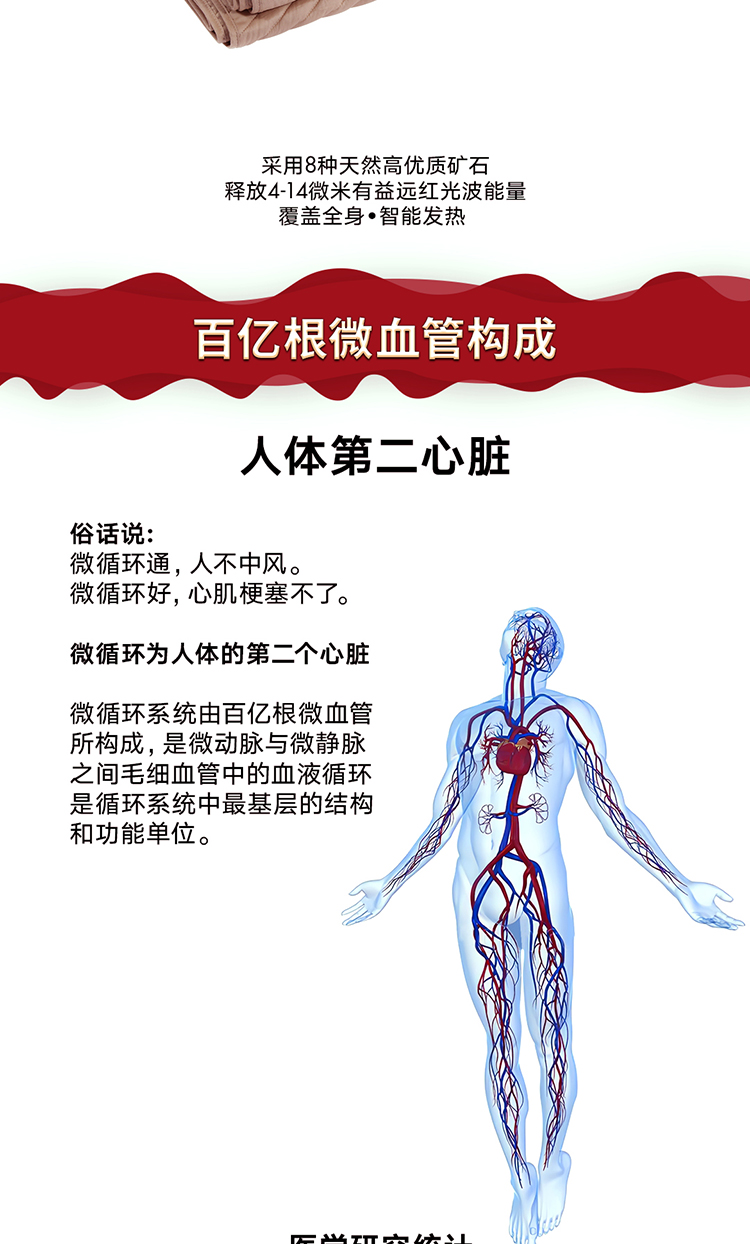 采用8种天然高优质矿石
释放4-14微米有益远红光波能量
覆盖全身•智能发热
百亿根微血管构成
人体第二心脏
俗话说:
微循环通,人不中风。
微循环好,心肌梗塞不了。
微循环为人体的第二个心脏
微循环系统由百亿根微血管
所构成,是微动脉与微静脉
之间毛细血管中的血液循环
是循环系统中最基层的结构
和功能单位。
医学研究统计